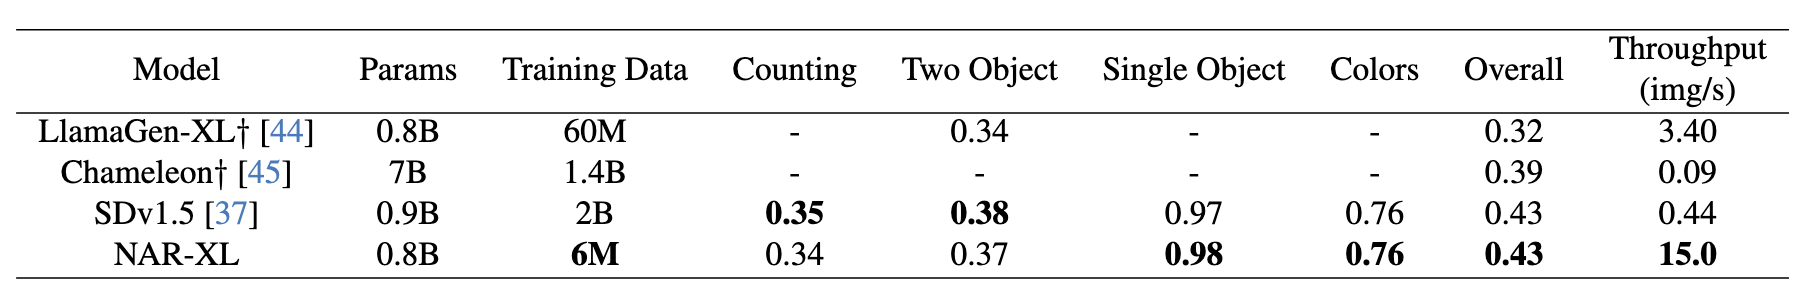 Model Params Training Data Counting Two Object Single Object Colors Overall Throughput (img/s)
LlamaGen-XL† [44] 0.8B 60M - 0.34 - - 0.32 3.40
Chameleon† [45] 7B 1.4B - - - - 0.39 0.09
SDv1.5 [37] 0.9B 2B 0.35 0.38 0.97 0.76 0.43 0.44
NAR-XL 0.8B 6M 0.34 0.37 0.98 0.76 0.43 15.0